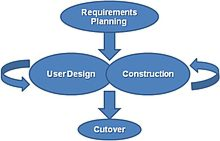 Requirements
Planning
User Design
Construction
Cutover